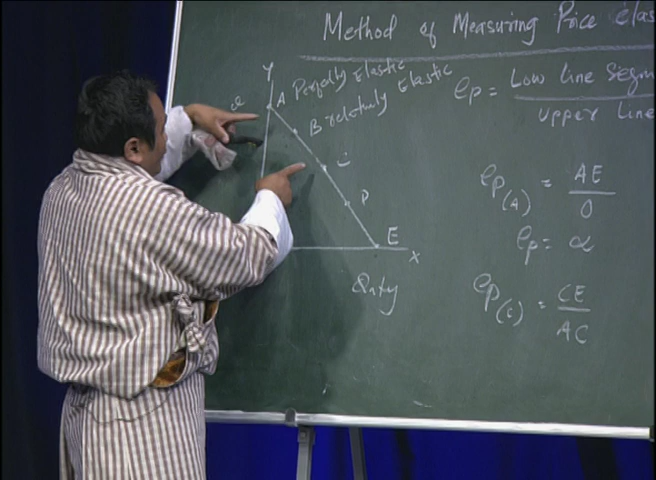 Method of Measuring Price elas
ep = Low line Segm
upper Line
Y
A Perfectly Elastic
B relatively Elastic
C
P
E
X
Qnty
ep(A) = AE
0
ep = α
ep(C) = CE
AC